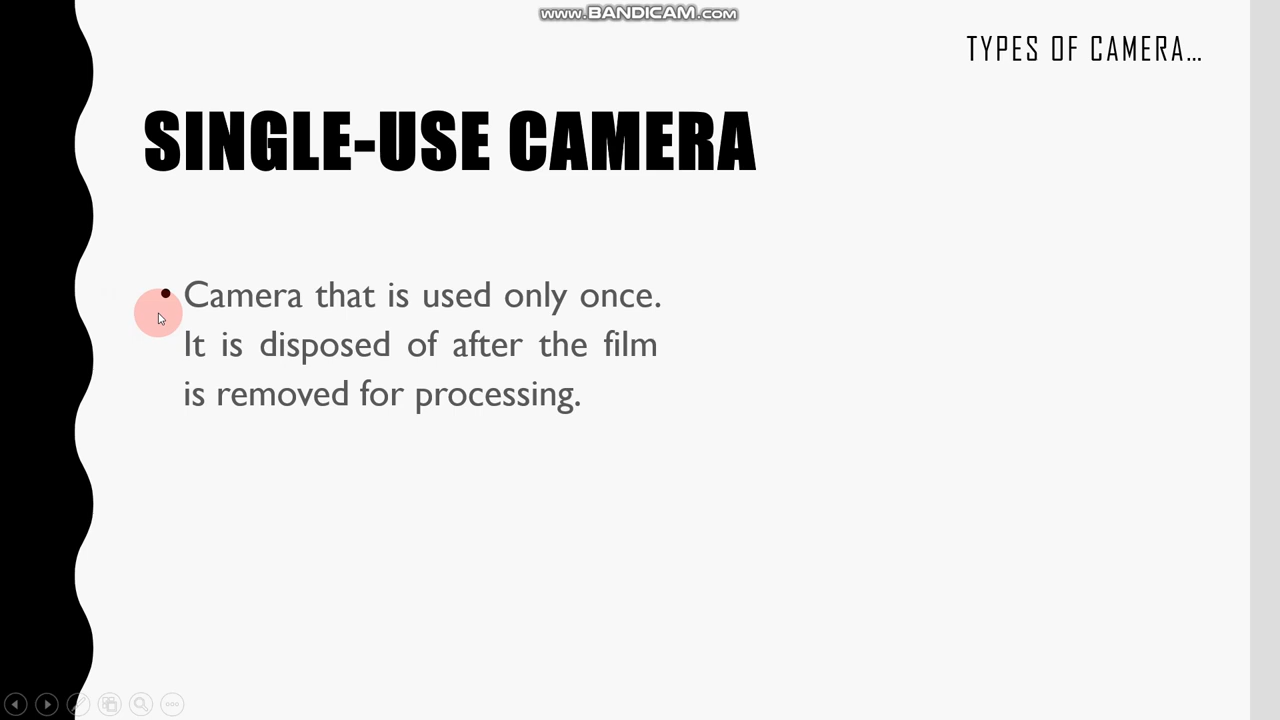 www.BANDICAM.com
TYPES OF CAMERA...
SINGLE-USE CAMERA
• Camera that is used only once.
It is disposed of after the film
is removed for processing.